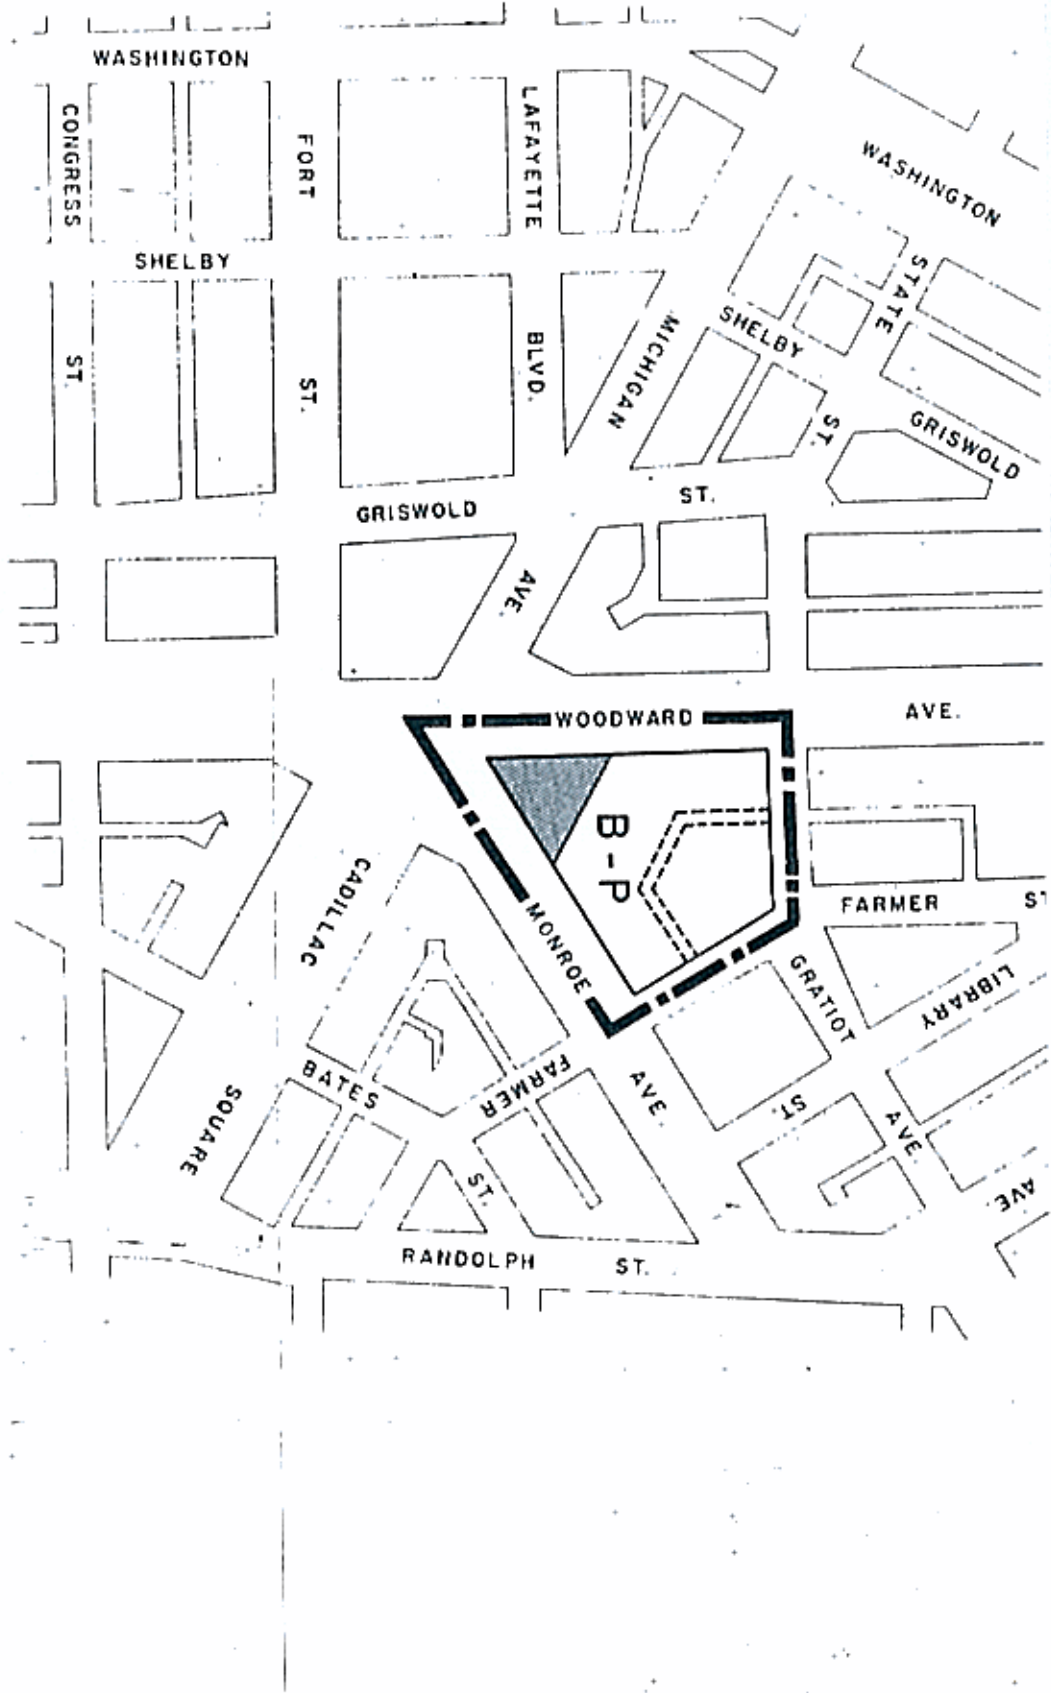 WASHINGTON
CONGRESS
FORT
LAFAYETTE
WASHINGTON
SHELBY
STATE
SHELBY
MICHIGAN
ST.
ST.
BLVD.
ST.
GRISWOLD
GRISWOLD
ST.
AVE.
WOODWARD
AVE.
B-P
CADILLAC
MONROE
FARMER
ST
GRATIOT
LIBRARY
BATES
FARMER
AVE
ST.
AVE
SQUARE
ST.
AVE.
RANDOLPH
ST.